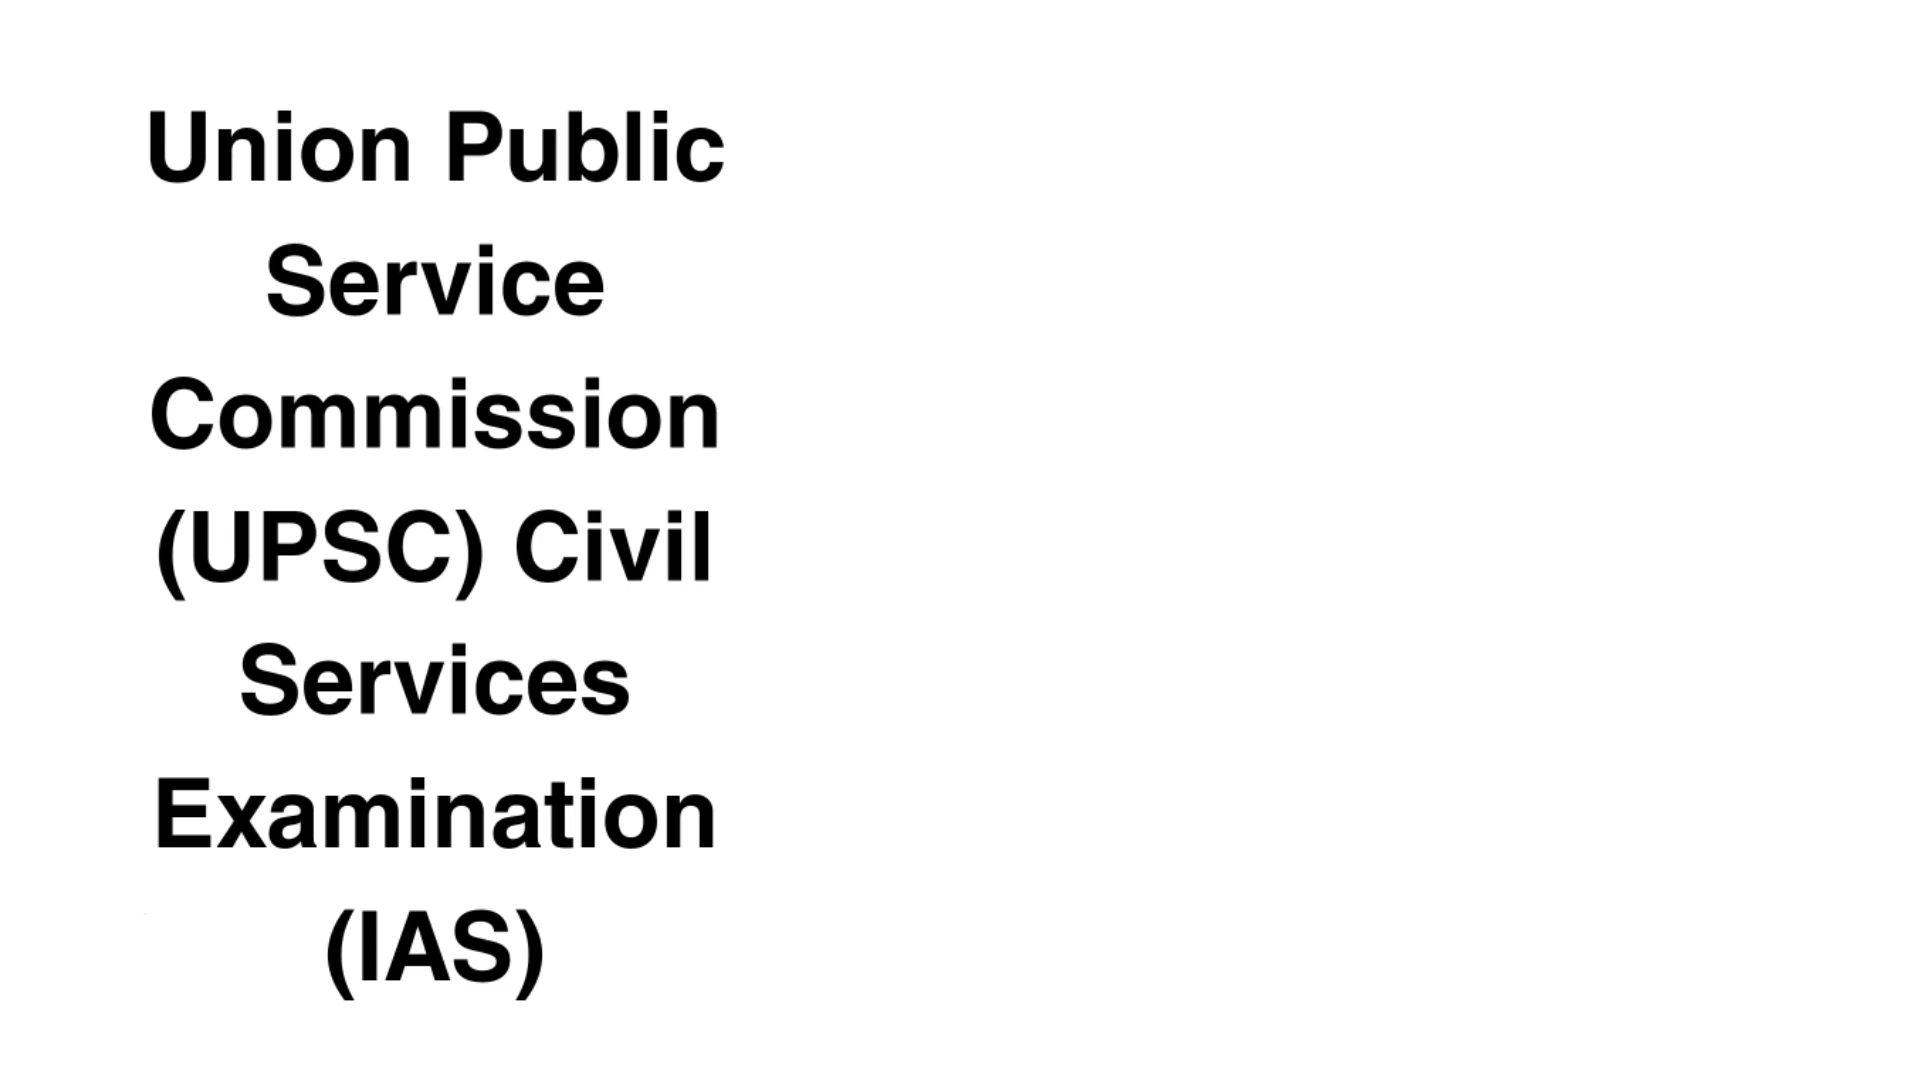 Union Public
Service
Commission
(UPSC) Civil
Services
Examination
(IAS)